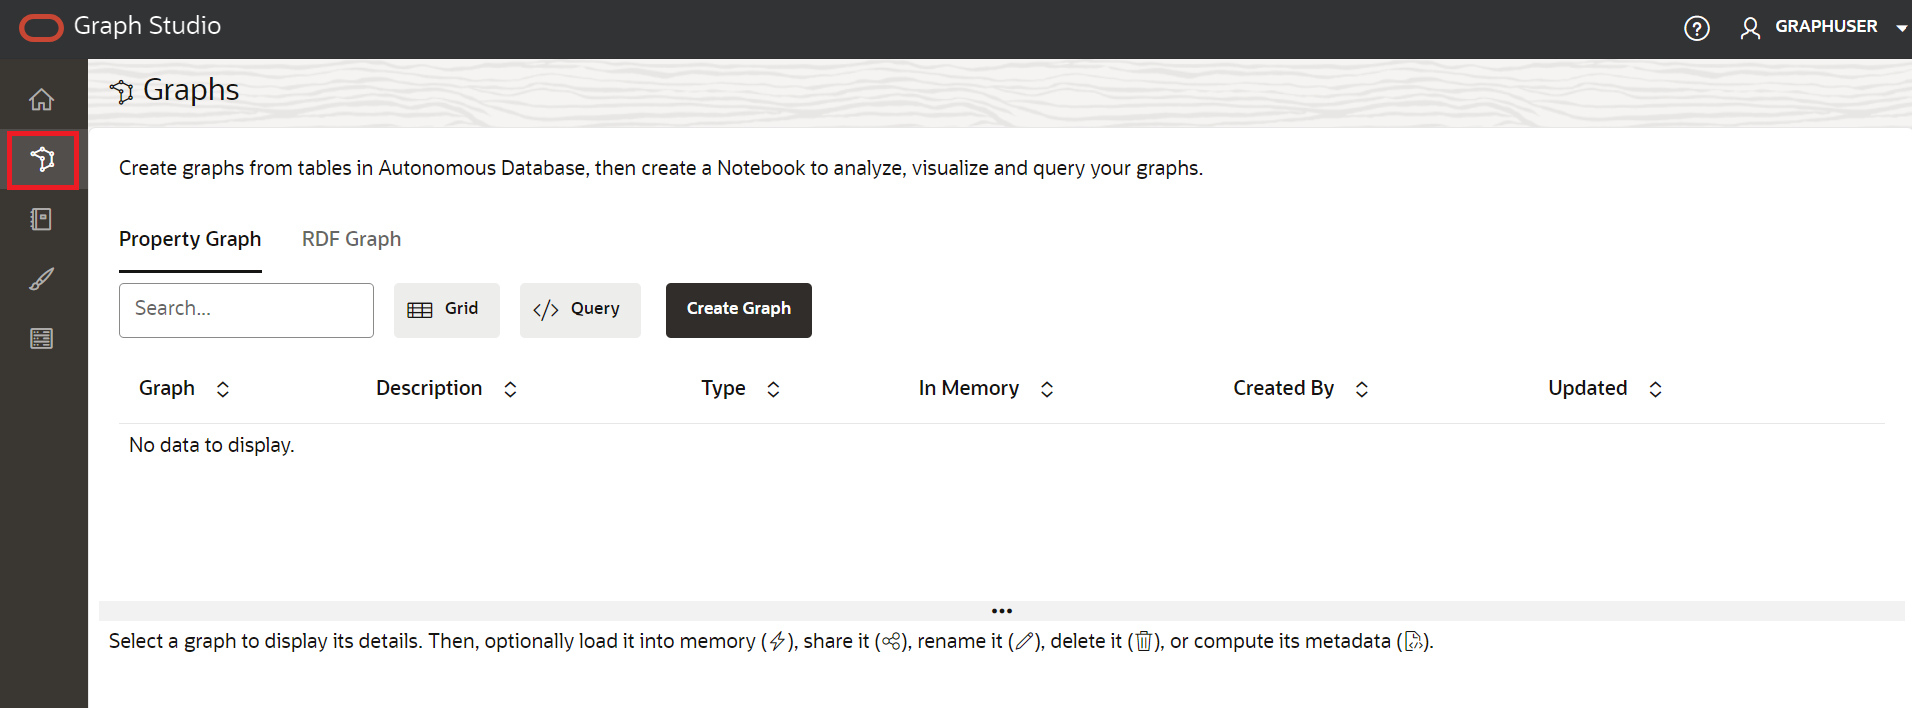 Graph Studio
GRAPHUSER
Graphs
Create graphs from tables in Autonomous Database, then create a Notebook to analyze, visualize and query your graphs.
Property Graph RDF Graph
Search... Grid </> Query Create Graph
Graph Description Type In Memory Created By Updated
No data to display.
Select a graph to display its details. Then, optionally load it into memory (), share it (), rename it (), delete it (), or compute its metadata ().